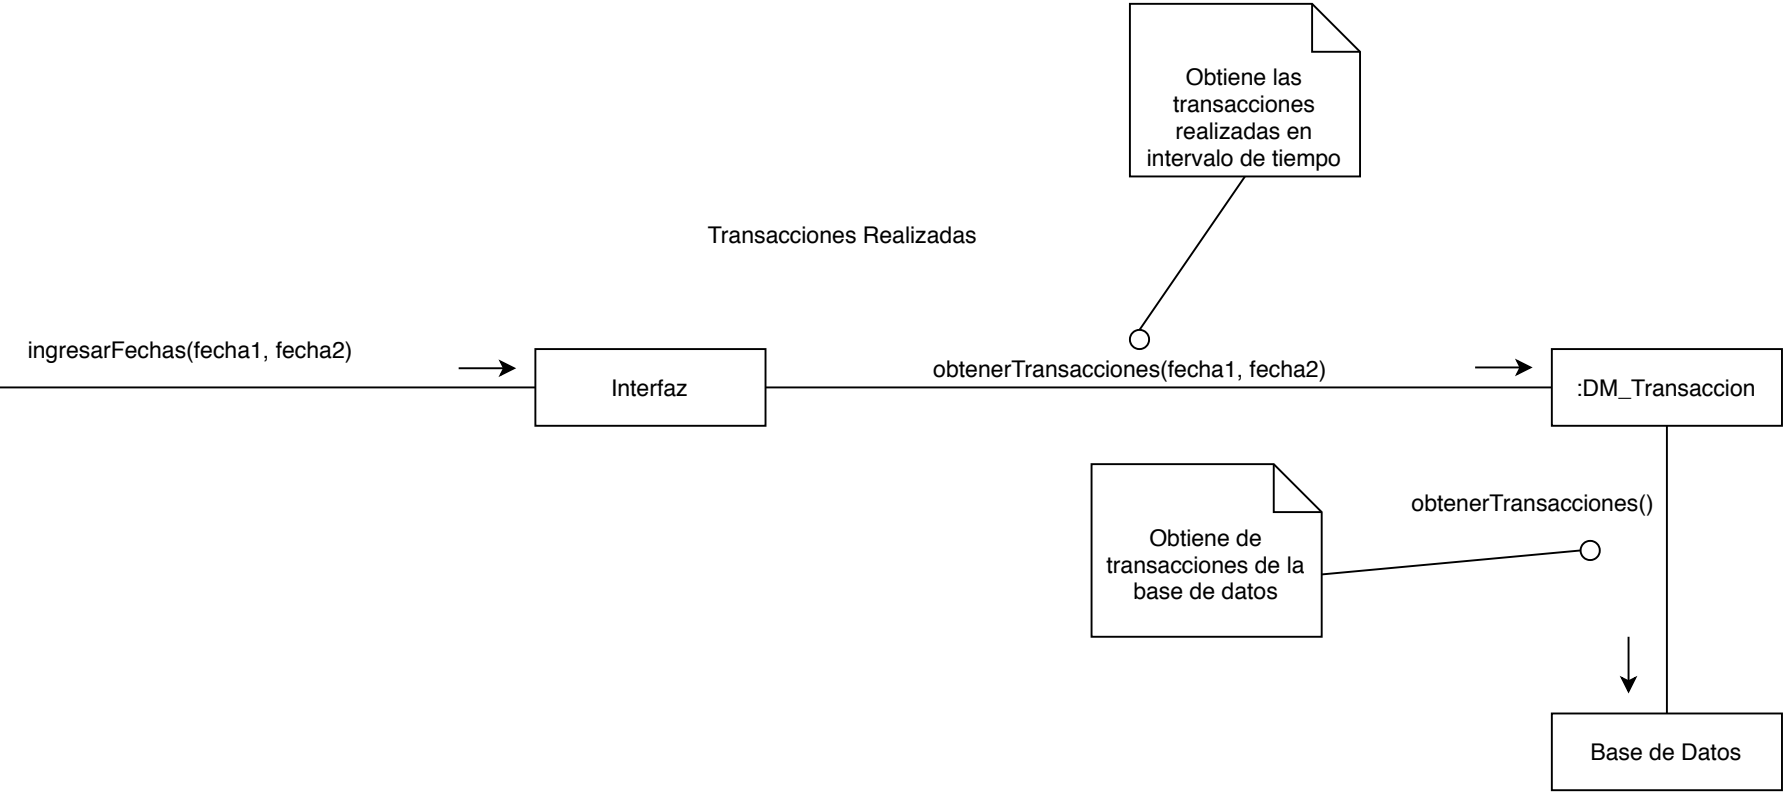 Obtiene las
transacciones
realizadas en
intervalo de tiempo
Transacciones Realizadas
ingresarFechas(fecha1, fecha2)
Interfaz
obtenerTransacciones(fecha1, fecha2)
:DM_Transaccion
obtenerTransacciones()
Obtiene de
transacciones de la
base de datos
Base de Datos